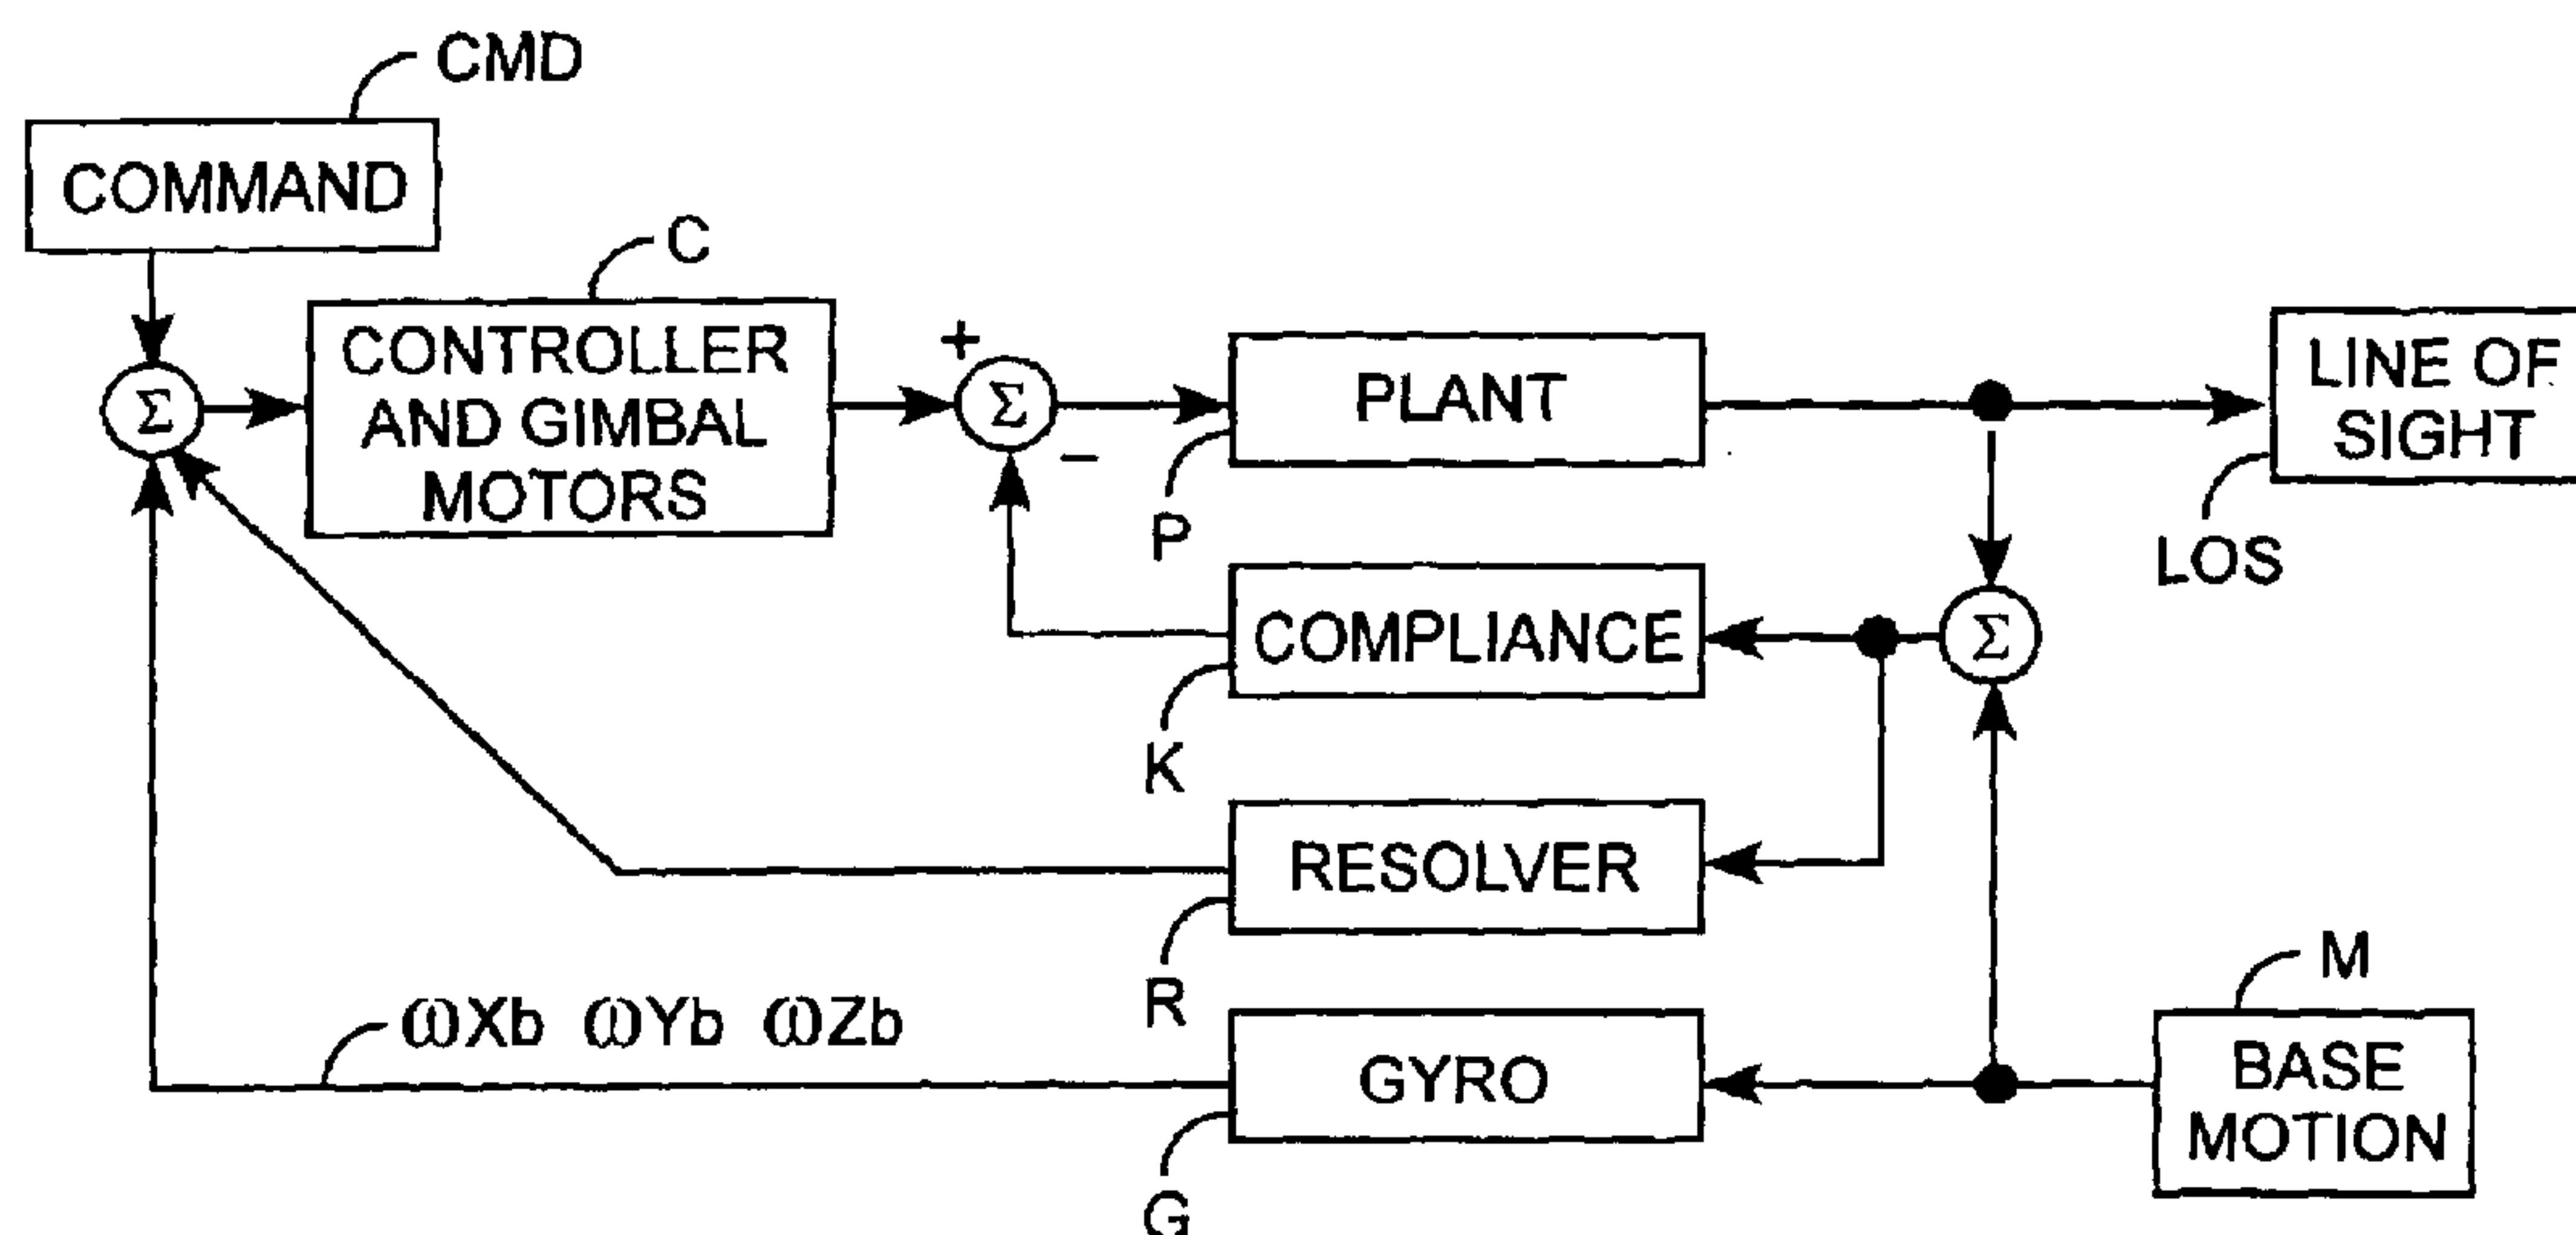 CMD
COMMAND
C
CONTROLLER
AND GIMBAL
MOTORS
+
Σ
Σ
−
PLANT
P
LINE OF
SIGHT
LOS
COMPLIANCE
K
Σ
RESOLVER
R
ωXb ωYb ωZb
GYRO
G
M
BASE
MOTION